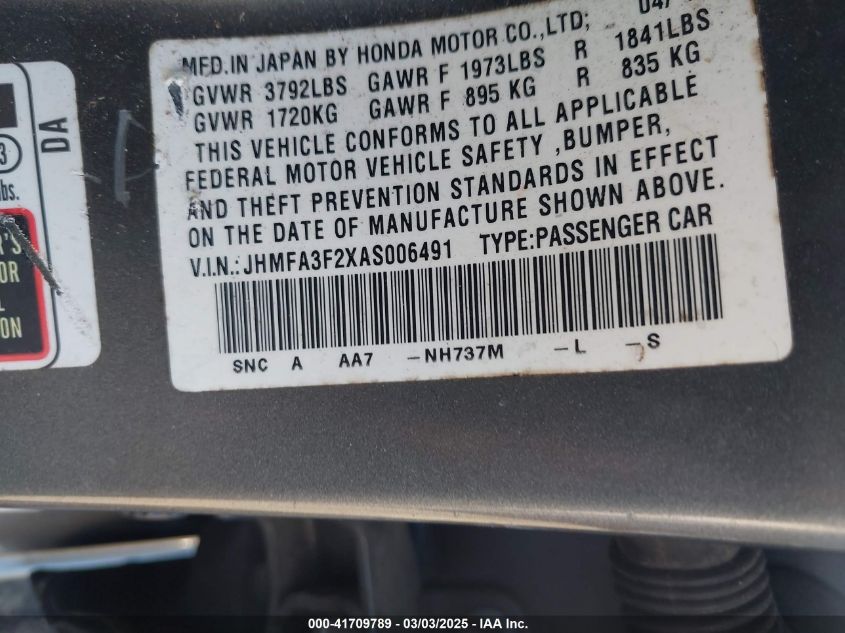 MFD.IN JAPAN BY HONDA MOTOR CO.,LTD; 04/
GVWR 3792LBS GAWR F 1973LBS R 1841LBS
GVWR 1720KG GAWR F 895 KG R 835 KG
THIS VEHICLE CONFORMS TO ALL APPLICABLE
FEDERAL MOTOR VEHICLE SAFETY ,BUMPER,
AND THEFT PREVENTION STANDARDS IN EFFECT
ON THE DATE OF MANUFACTURE SHOWN ABOVE.
V.I.N.: JHMFA3F2XAS006491 TYPE:PASSENGER CAR
SNC A AA7 -NH737M -L -S
3
DA
lbs.
000-41709789 - 03/03/2025 - IAA Inc.